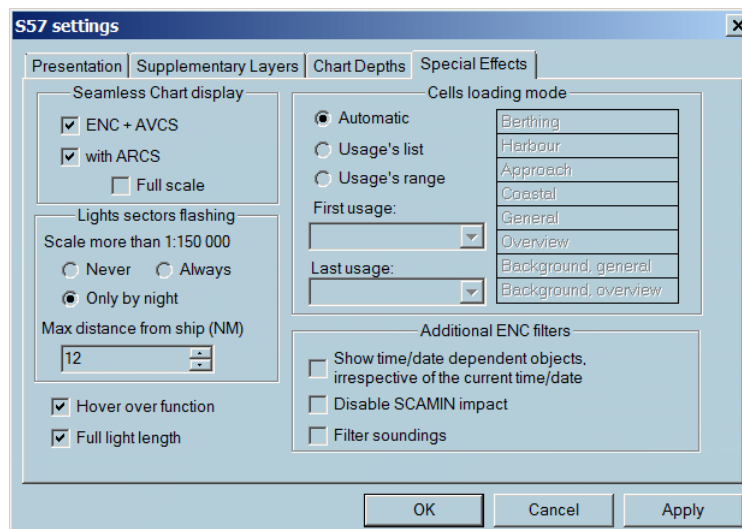 S57 settings
Presentation
Supplementary Layers
Chart Depths
Special Effects
Seamless Chart display
ENC + AVCS
with ARCS
Full scale
Lights sectors flashing
Scale more than 1:150 000
Never
Always
Only by night
Max distance from ship (NM)
12
Hover over function
Full light length
Cells loading mode
Automatic
Usage's list
Usage's range
First usage:
Last usage:
Berthing
Harbour
Approach
Coastal
General
Overview
Background, general
Background, overview
Additional ENC filters
Show time/date dependent objects,
irrespective of the current time/date
Disable SCAMIN impact
Filter soundings
OK
Cancel
Apply